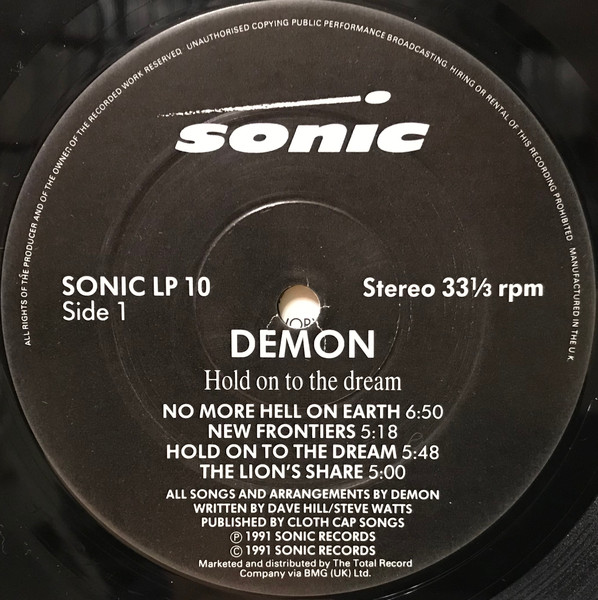 ALL RIGHTS OF THE PRODUCER AND OF THE OWNER OF THE RECORDED WORK RESERVED. UNAUTHORISED COPYING PUBLIC PERFORMANCE BROADCASTING. HIRING OR RENTAL OF THIS RECORDING PROHIBITED. MANUFACTURED IN THE U.K.
sonic
SONIC LP 10 Stereo 33⅓ rpm
Side 1
DEMON
Hold on to the dream
NO MORE HELL ON EARTH 6:50
NEW FRONTIERS 5:18
HOLD ON TO THE DREAM 5:48
THE LION'S SHARE 5:00
ALL SONGS AND ARRANGEMENTS BY DEMON
WRITTEN BY DAVE HILL/STEVE WATTS
PUBLISHED BY CLOTH CAP SONGS
℗ 1991 SONIC RECORDS
© 1991 SONIC RECORDS
Marketed and distributed by The Total Record
Company via BMG (UK) Ltd.